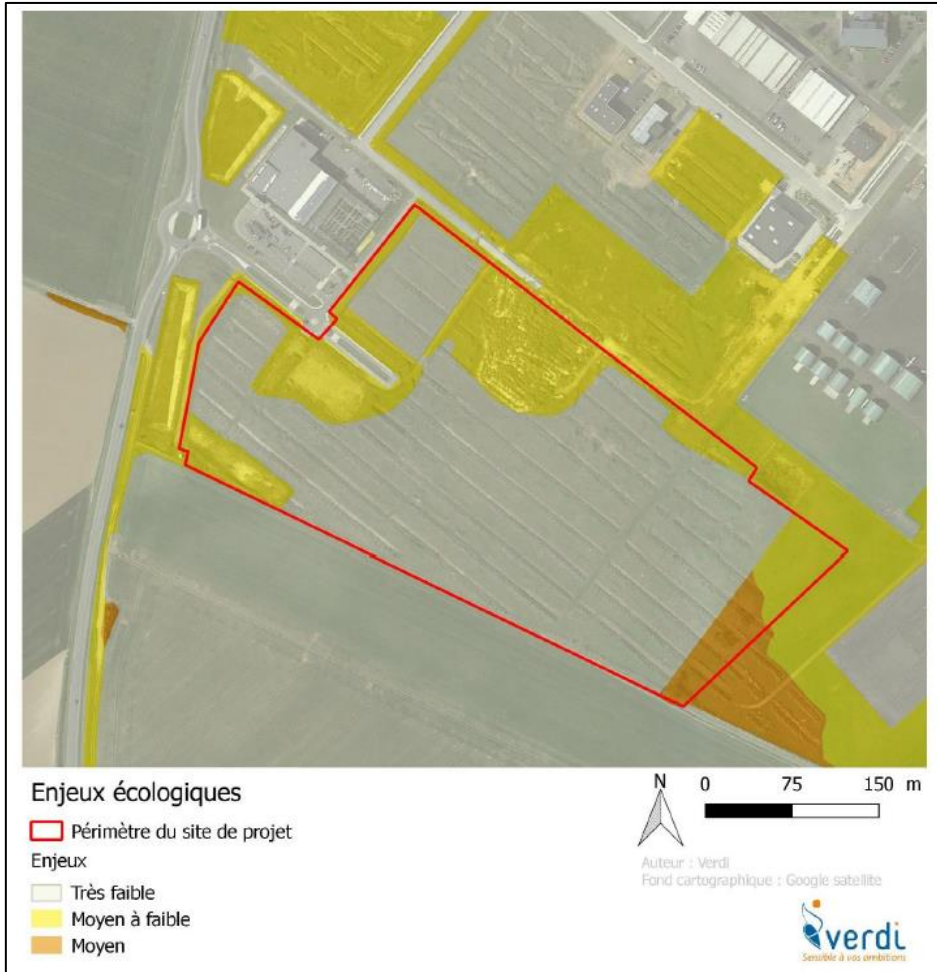 Enjeux écologiques
Périmètre du site de projet
Enjeux
Très faible
Moyen à faible
Moyen
N
0 75 150 m
Auteur : Verdi
Fond cartographique : Google satellite
verdi
Sensible à vos ambitions